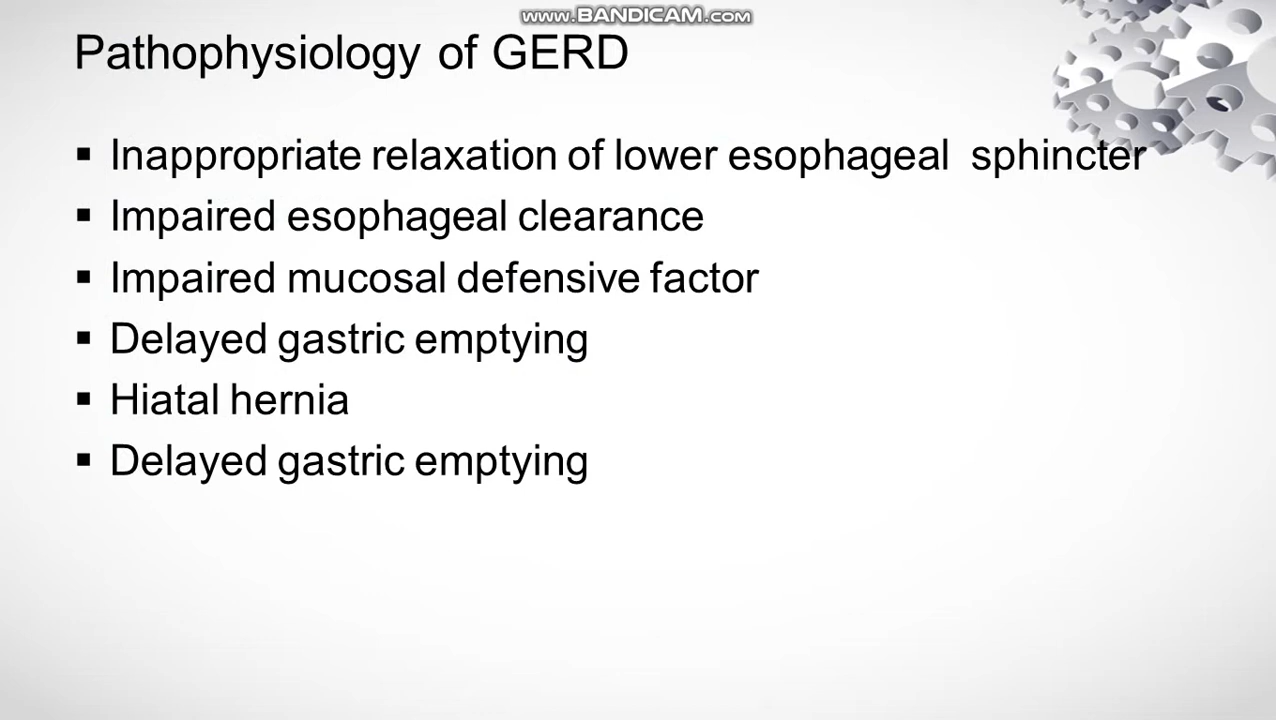 www.BANDICAM.com
Pathophysiology of GERD
▪ Inappropriate relaxation of lower esophageal  sphincter
▪ Impaired esophageal clearance
▪ Impaired mucosal defensive factor
▪ Delayed gastric emptying
▪ Hiatal hernia
▪ Delayed gastric emptying